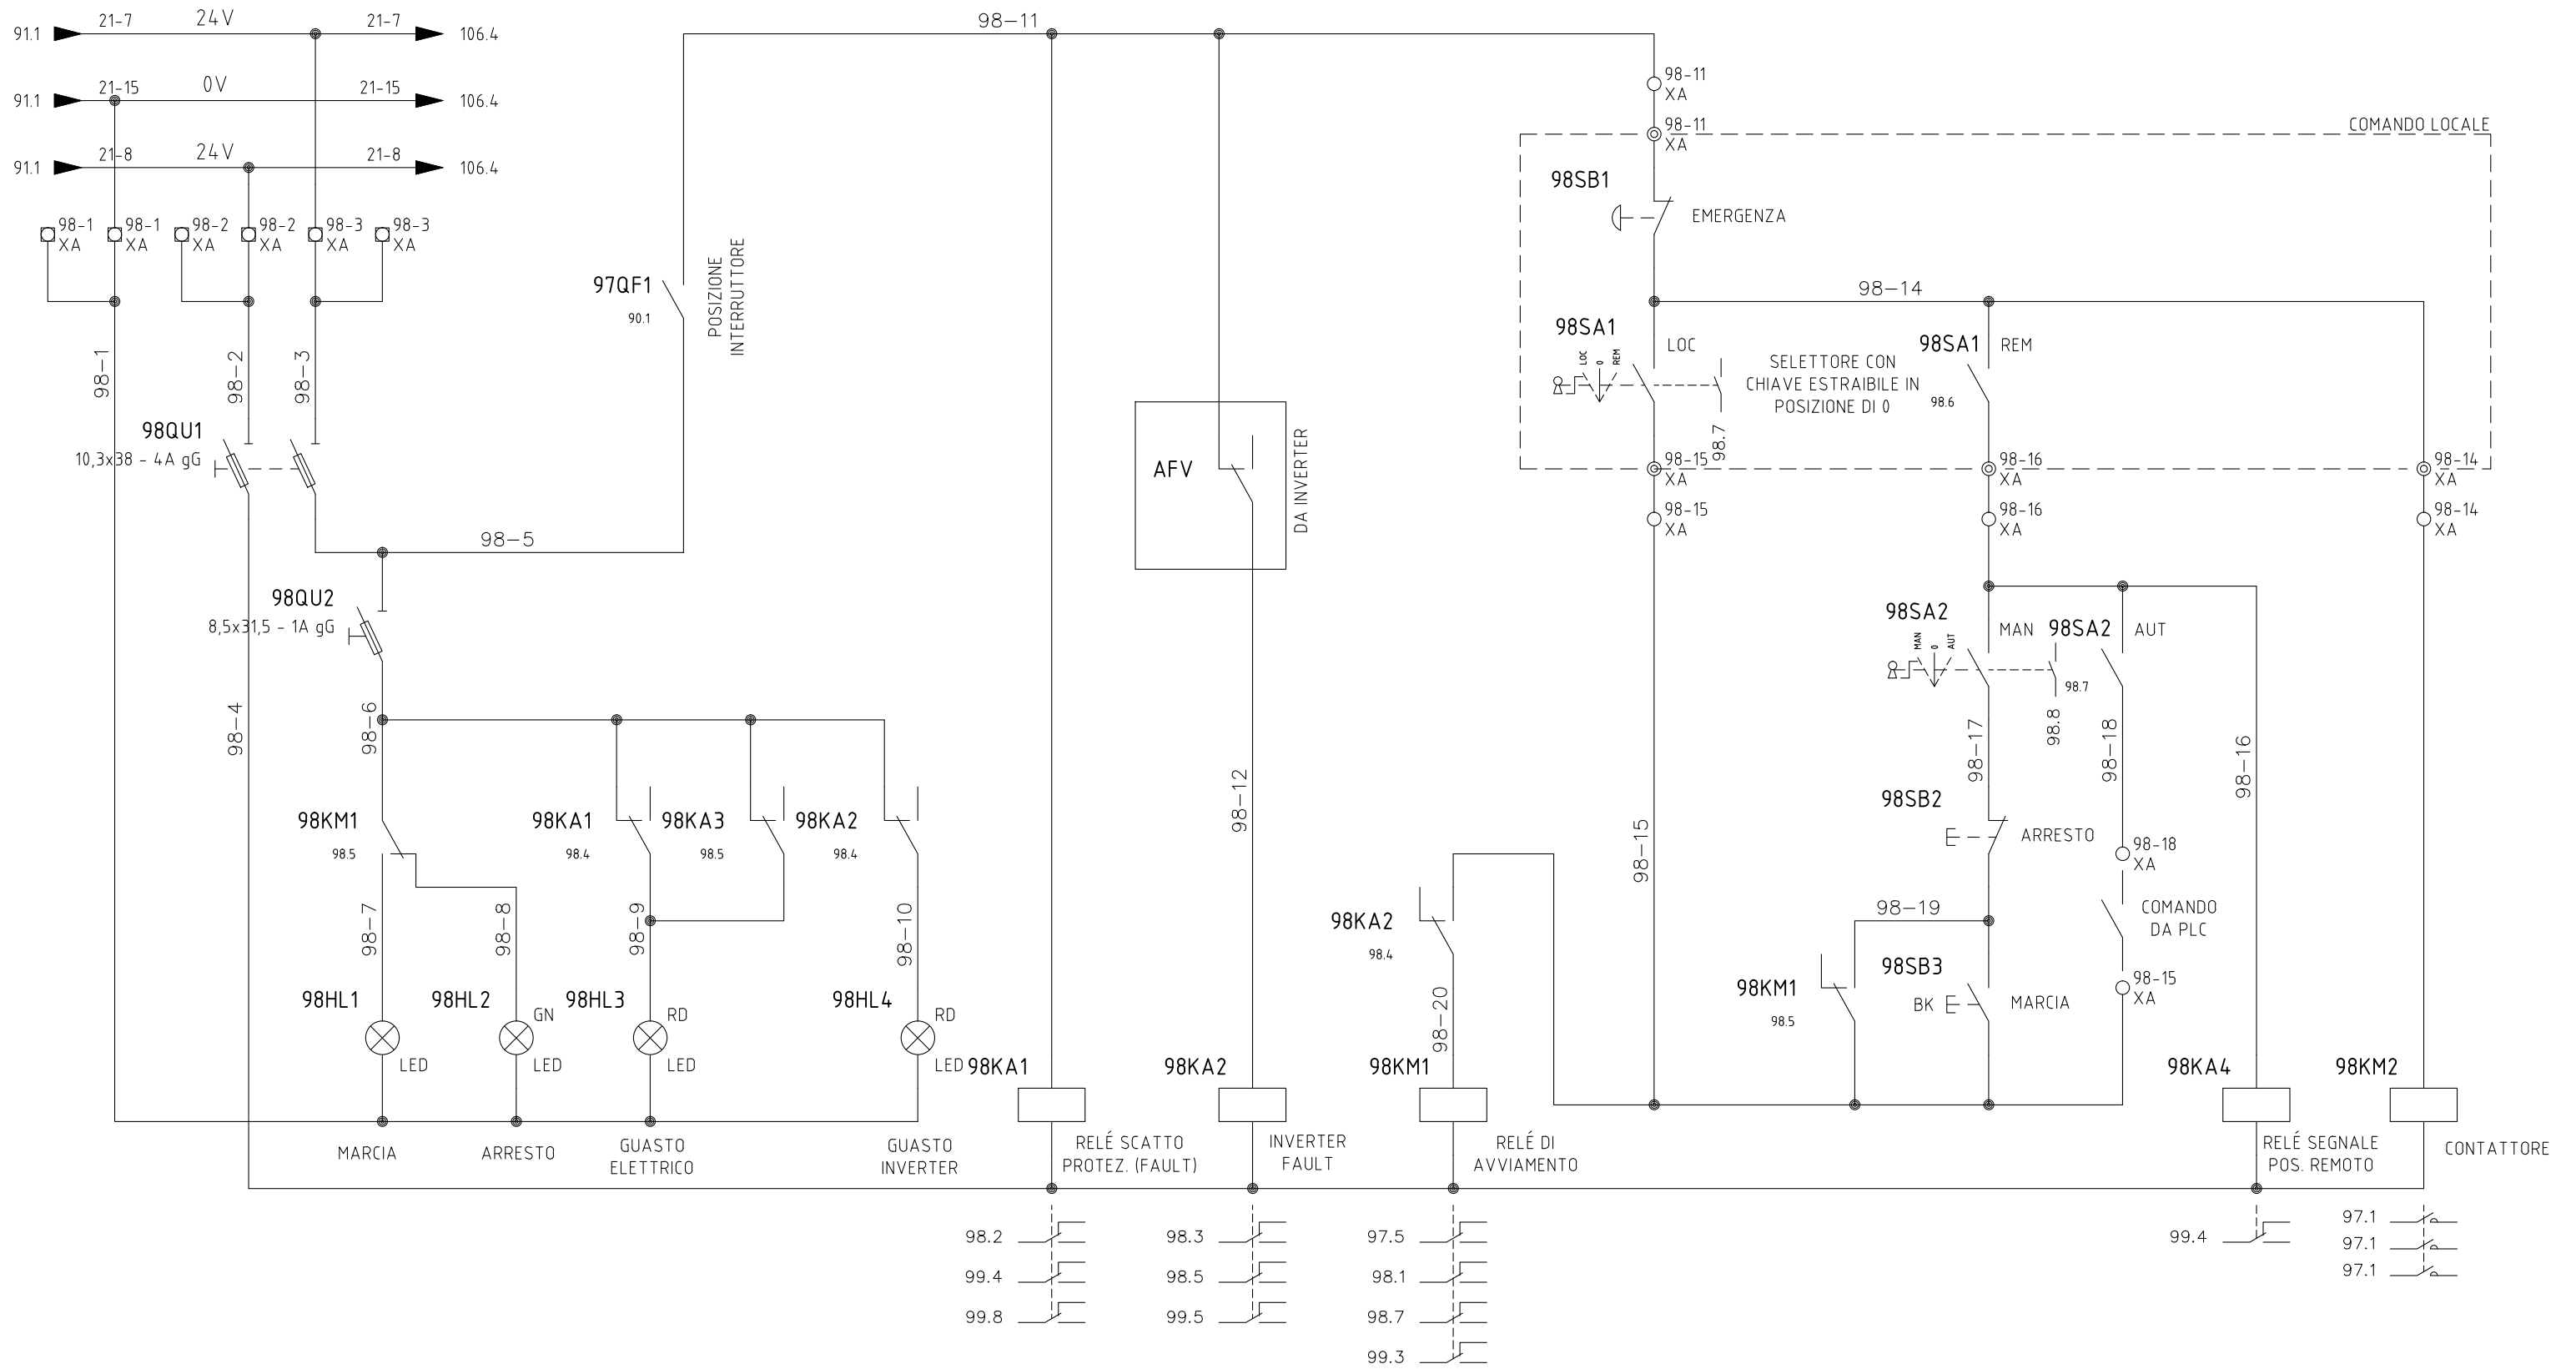 21-7 24V 21-7
91.1 106.4
21-15 0V 21-15
91.1 106.4
21-8 24V 21-8
91.1 106.4
98-1
XA
98-1
XA
98-2
XA
98-2
XA
98-3
XA
98-3
XA
98-1
98-2
98-3
98QU1
10,3x38 - 4A gG
98-5
98QU2
8,5x31,5 - 1A gG
98-4
98-6
98KM1
98.5
98KA1
98.4
98KA3
98.5
98KA2
98.4
98-7
98-8
98-9
98-10
98HL1
LED
98HL2
GN
LED
98HL3
RD
LED
98HL4
RD
LED
MARCIA
ARRESTO
GUASTO
ELETTRICO
GUASTO
INVERTER
97QF1
90.1
POSIZIONE
INTERRUTTORE
98-11
AFV
DA INVERTER
98-12
98KA1
RELÉ SCATTO
PROTEZ. (FAULT)
98KA2
INVERTER
FAULT
98KA2
98.4
98-20
98KM1
RELÉ DI
AVVIAMENTO
98-11
XA
98-11
XA
COMANDO LOCALE
98SB1
EMERGENZA
98-14
98SA1
LOC
0
REM
LOC
98.7
SELETTORE CON
CHIAVE ESTRAIBILE IN
POSIZIONE DI 0
98SA1
REM
98.6
98-15
XA
98-16
XA
98-14
XA
98-15
XA
98-16
XA
98-14
XA
98SA2
MAN
0
AUT
MAN
98SA2
AUT
98.7
98.8
98-17
98-18
98-16
98-15
98SB2
ARRESTO
98-18
XA
98-19
COMANDO
DA PLC
98KM1
98.5
98SB3
BK
MARCIA
98-15
XA
98KA4
RELÉ SEGNALE
POS. REMOTO
98KM2
CONTATTORE
98.2
99.4
99.8
98.3
98.5
99.5
97.5
98.1
98.7
99.3
99.4
97.1
97.1
97.1